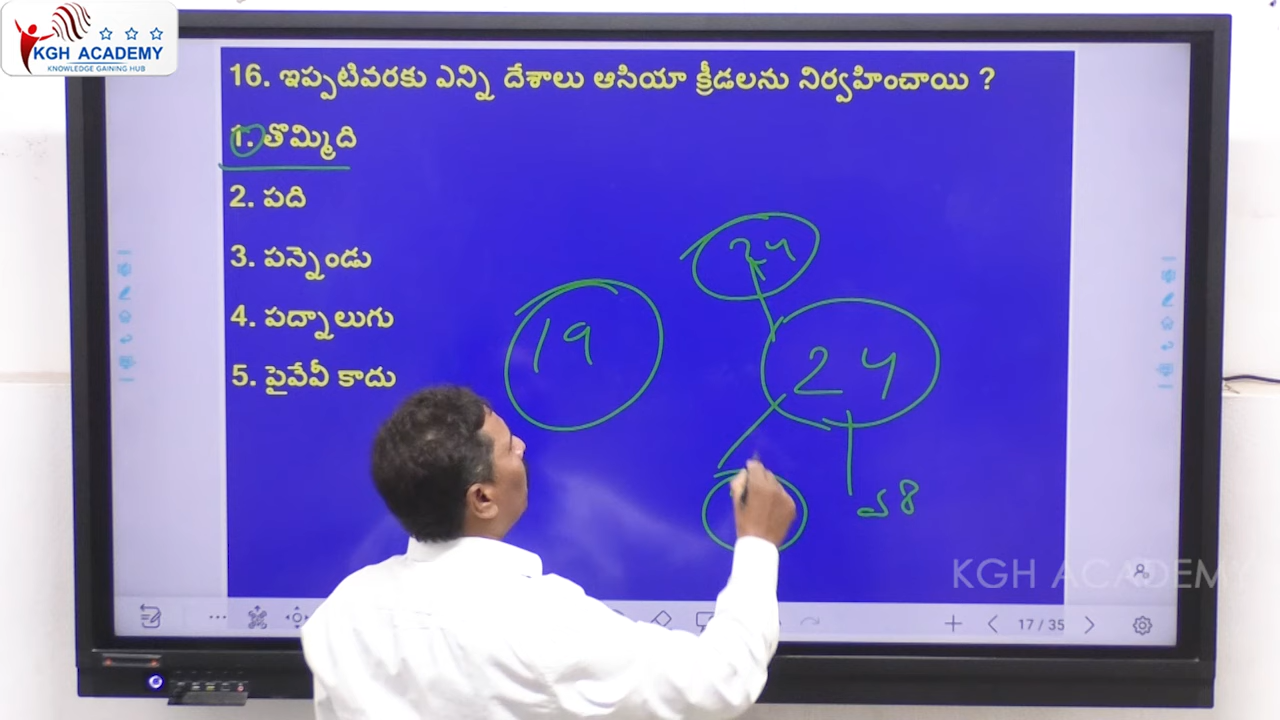 KGH ACADEMY
KNOWLEDGE GAINING HUB
16. ఇప్పటివరకు ఎన్ని దేశాలు ఆసియా క్రీడలను నిర్వహించాయి ?
1. తొమ్మిది
2. పది
3. పన్నెండు
4. పద్నాలుగు
5. పైవేవీ కాదు
24
19
24
KGH ACADEMY
17 / 35